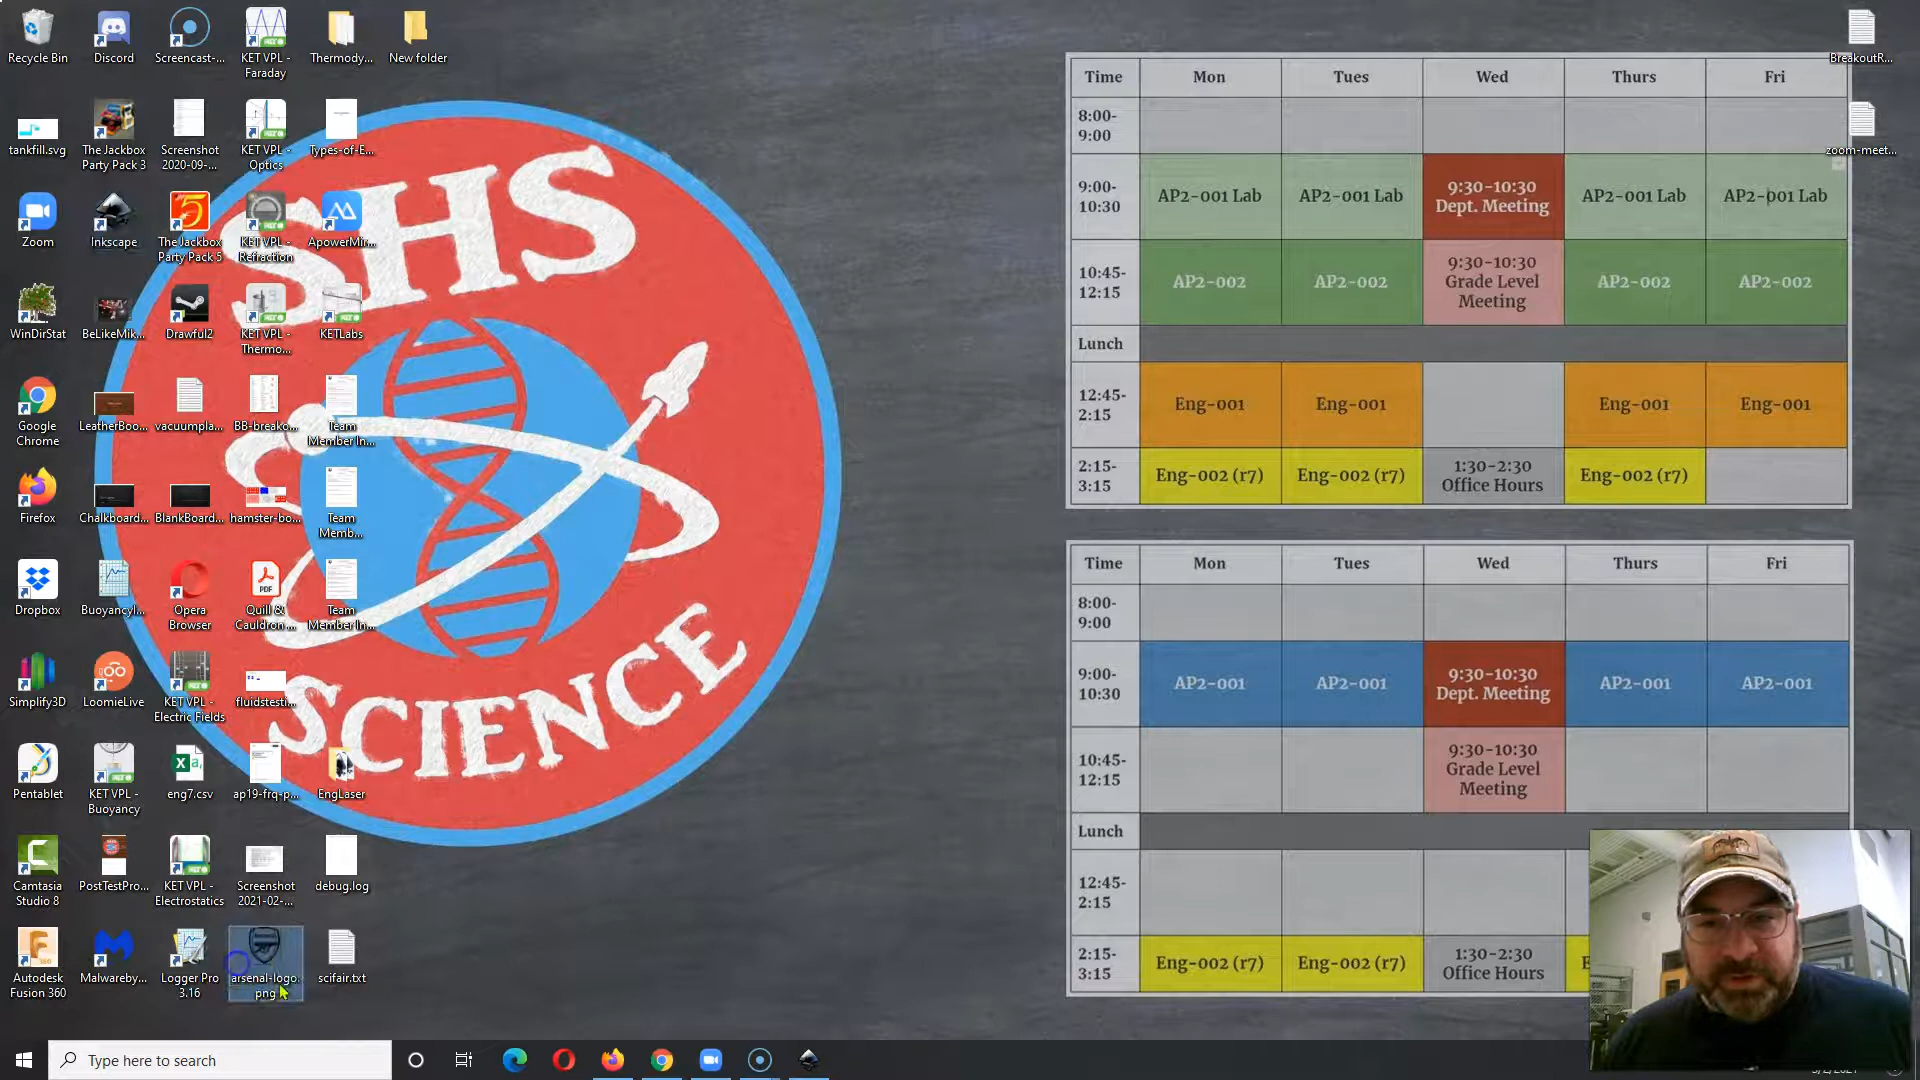 Recycle Bin
Discord
Screencast-...
KET VPL -
Faraday
Thermody...
New folder
BreakoutR...
tankfill.svg
The Jackbox
Party Pack 3
Screenshot
2020-09-...
KET VPL -
Optics
Types-of-E...
zoom-meet...
Zoom
Inkscape
The Jackbox
Party Pack 5
KET VPL -
Refraction
ApowerMir...
WinDirStat
BeLikeMik...
Drawful2
KET VPL -
Thermo...
KETLabs
Google
Chrome
LeatherBoo...
vacuumpla...
BB-breako...
Team
Member In...
Firefox
Chalkboard...
BlankBoard...
hamster-bo...
Team
Memb...
Dropbox
BuoyancyI...
Opera
Browser
PDF
Quill &
Cauldron ...
Team
Member In...
Simplify3D
LoomieLive
KET VPL -
Electric Fields
fluidstesti...
Pentablet
KET VPL -
Buoyancy
eng7.csv
ap19-frq-p...
EngLaser
Camtasia
Studio 8
PostTestPro...
KET VPL -
Electrostatics
Screenshot
2021-02-...
debug.log
Autodesk
Fusion 360
Malwareby...
Logger Pro
3.16
arsenal-logo.
png
scifair.txt
SHS
SCIENCE
Time Mon Tues Wed Thurs Fri
8:00-
9:00
9:00-
10:30
AP2-001 Lab AP2-001 Lab
9:30-10:30
Dept. Meeting
AP2-001 Lab AP2-001 Lab
10:45-
12:15
AP2-002 AP2-002
9:30-10:30
Grade Level
Meeting
AP2-002 AP2-002
Lunch
12:45-
2:15
Eng-001 Eng-001 Eng-001 Eng-001
2:15-
3:15
Eng-002 (r7) Eng-002 (r7)
1:30-2:30
Office Hours
Eng-002 (r7)
Time Mon Tues Wed Thurs Fri
8:00-
9:00
9:00-
10:30
AP2-001 AP2-001
9:30-10:30
Dept. Meeting
AP2-001 AP2-001
10:45-
12:15
9:30-10:30
Grade Level
Meeting
Lunch
12:45-
2:15
2:15-
3:15
Eng-002 (r7) Eng-002 (r7)
1:30-2:30
Office Hours
E
Type here to search